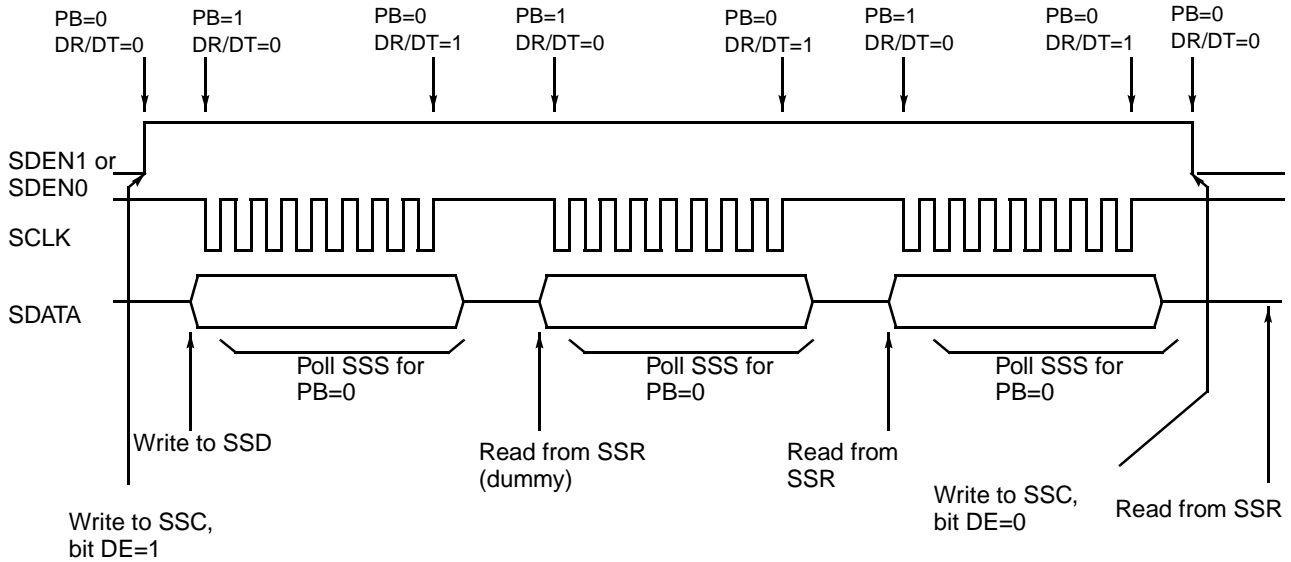 PB=0
DR/DT=0
PB=1
DR/DT=0
PB=0
DR/DT=1
PB=1
DR/DT=0
PB=0
DR/DT=1
PB=1
DR/DT=0
PB=0
DR/DT=1
PB=0
DR/DT=0
SDEN1 or
SDEN0
SCLK
SDATA
Poll SSS for
PB=0
Poll SSS for
PB=0
Poll SSS for
PB=0
Write to SSD
Read from SSR
(dummy)
Read from
SSR
Write to SSC,
bit DE=0
Read from SSR
Write to SSC,
bit DE=1